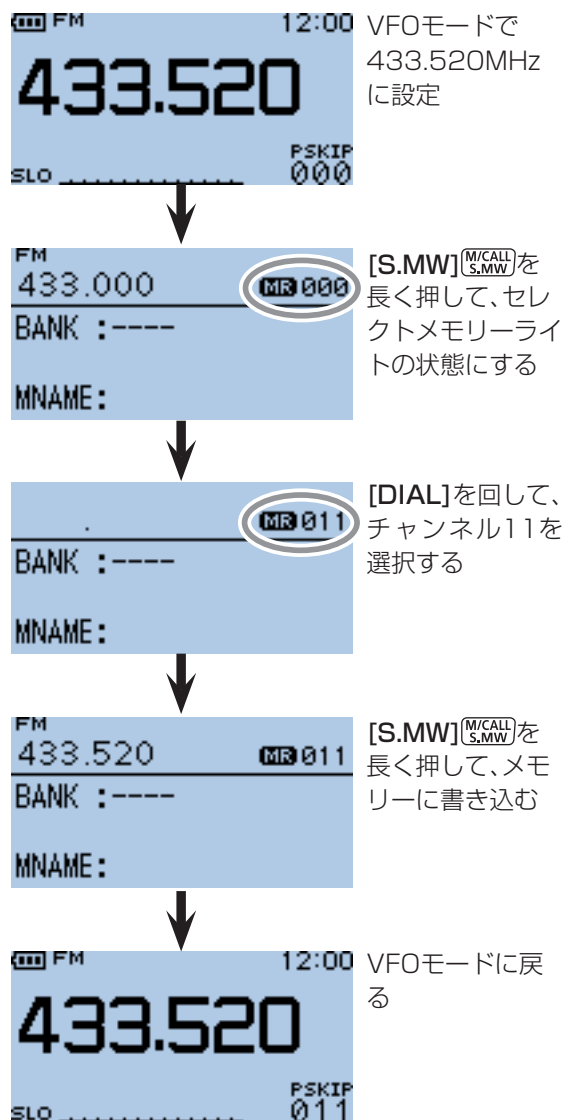 FM 12:00
433.520
PSKIP
SLO 000
VFOモードで
433.520MHz
に設定
FM
433.000 MR 000
BANK :----
MNAME:
[S.MW] M/CALL S.MW を
長く押して、セレ
クトメモリーライ
トの状態にする
. MR 011
BANK :----
MNAME:
[DIAL]を回して、
チャンネル11を
選択する
FM
433.520 MR 011
BANK :----
MNAME:
[S.MW] M/CALL S.MW を
長く押して、メモ
リーに書き込む
FM 12:00
433.520
PSKIP
SLO 011
VFOモードに戻
る